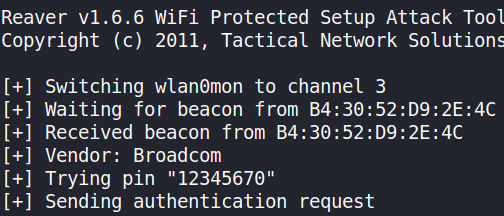 Reaver v1.6.6 WiFi Protected Setup Attack Tool
Copyright (c) 2011, Tactical Network Solutions
[+] Switching wlan0mon to channel 3
[+] Waiting for beacon from B4:30:52:D9:2E:4C
[+] Received beacon from B4:30:52:D9:2E:4C
[+] Vendor: Broadcom
[+] Trying pin "12345670"
[+] Sending authentication request